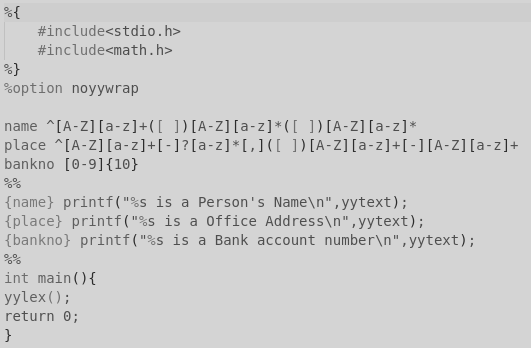 %{
    #include<stdio.h>
    #include<math.h>
%}
%option noyywrap

name ^[A-Z][a-z]+([ ])[A-Z][a-z]*([ ])[A-Z][a-z]*
place ^[A-Z][a-z]+[-]?[a-z]*[,]([ ])[A-Z][a-z]+[-][A-Z][a-z]+
bankno [0-9]{10}
%%
{name} printf("%s is a Person's Name\n",yytext);
{place} printf("%s is a Office Address\n",yytext);
{bankno} printf("%s is a Bank account number\n",yytext);
%%
int main(){
yylex();
return 0;
}